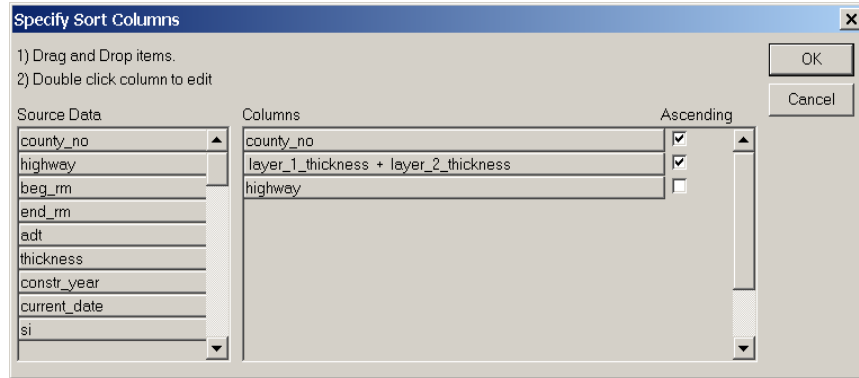 Specify Sort Columns
1) Drag and Drop items.
2) Double click column to edit
OK
Cancel
Source Data
Columns
Ascending
county_no
highway
beg_rm
end_rm
adt
thickness
constr_year
current_date
si
county_no
layer_1_thickness + layer_2_thickness
highway